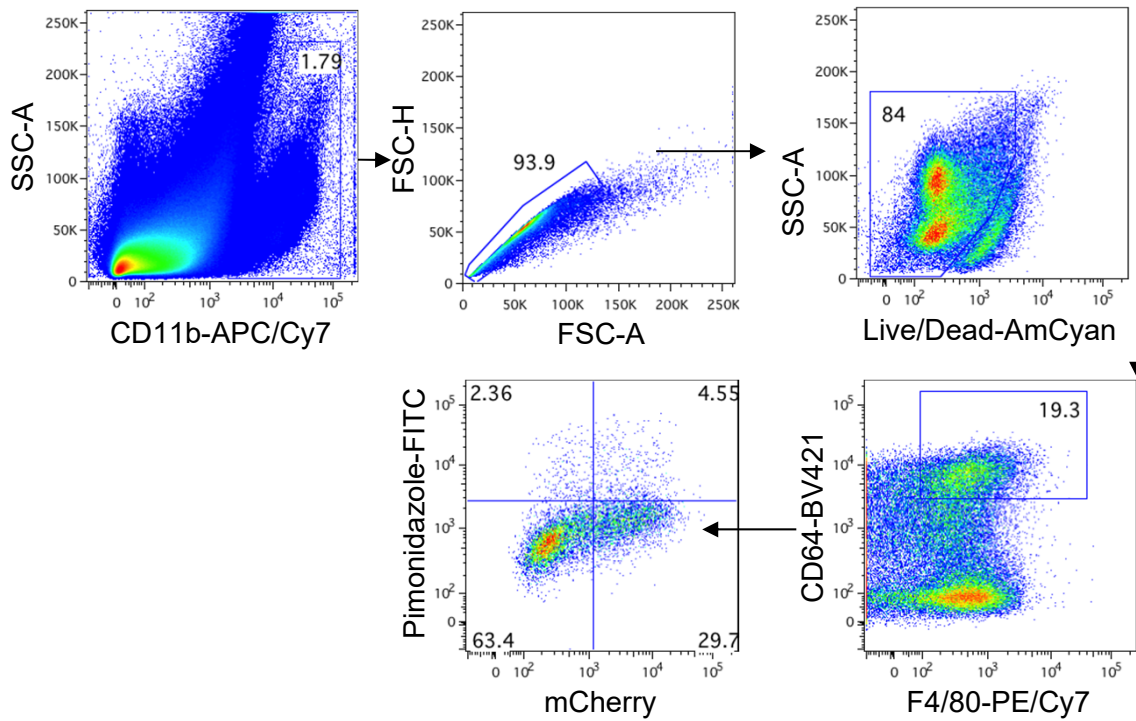 250K
200K
150K
100K
50K
0
SSC-A
1.79
0 10² 10³ 10⁴ 10⁵
CD11b-APC/Cy7
250K
200K
150K
100K
50K
0
FSC-H
93.9
0 50K 100K 150K 200K 250K
FSC-A
250K
200K
150K
100K
50K
0
SSC-A
84
0 10² 10³ 10⁴ 10⁵
Live/Dead-AmCyan
10⁵
10⁴
10³
10²
0
Pimonidazole-FITC
2.36 4.55
63.4 29.7
0 10² 10³ 10⁴ 10⁵
mCherry
10⁵
10⁴
10³
10²
0
CD64-BV421
19.3
0 10² 10³ 10⁴ 10⁵
F4/80-PE/Cy7